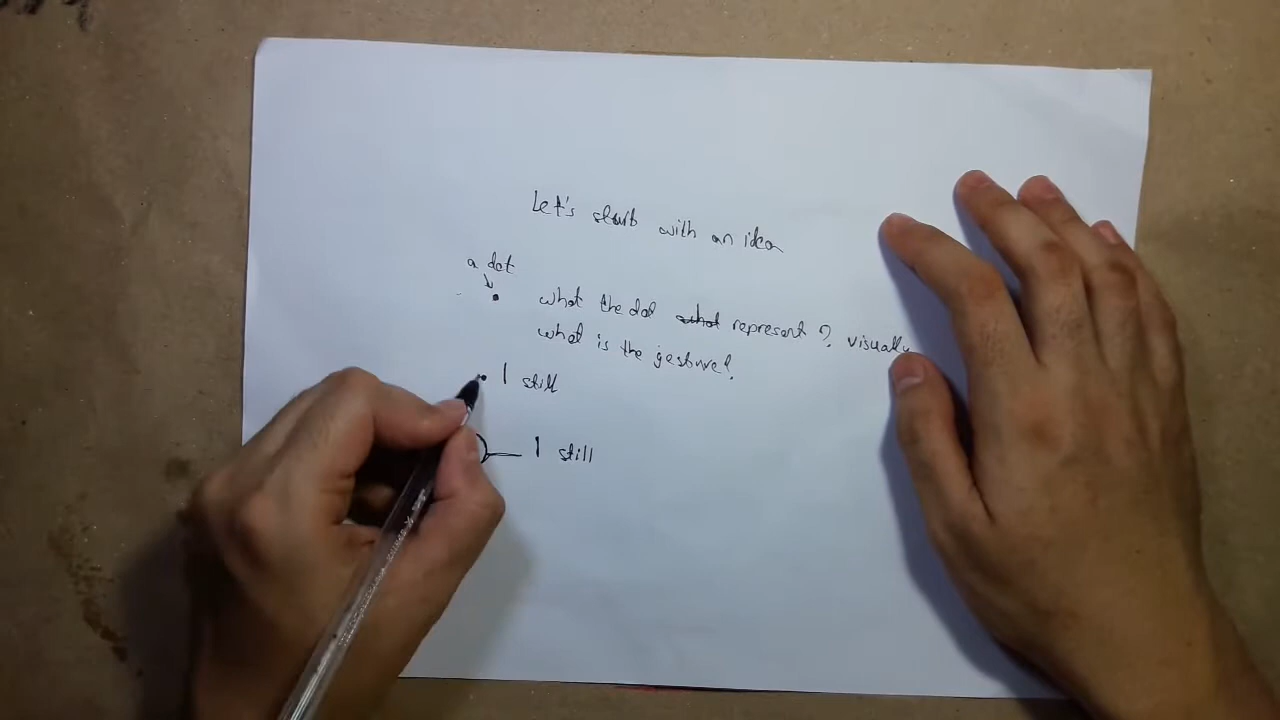 Let's start with an idea
a dot
what the dot what represent? visually
what is the gesture?
1 still
1 still